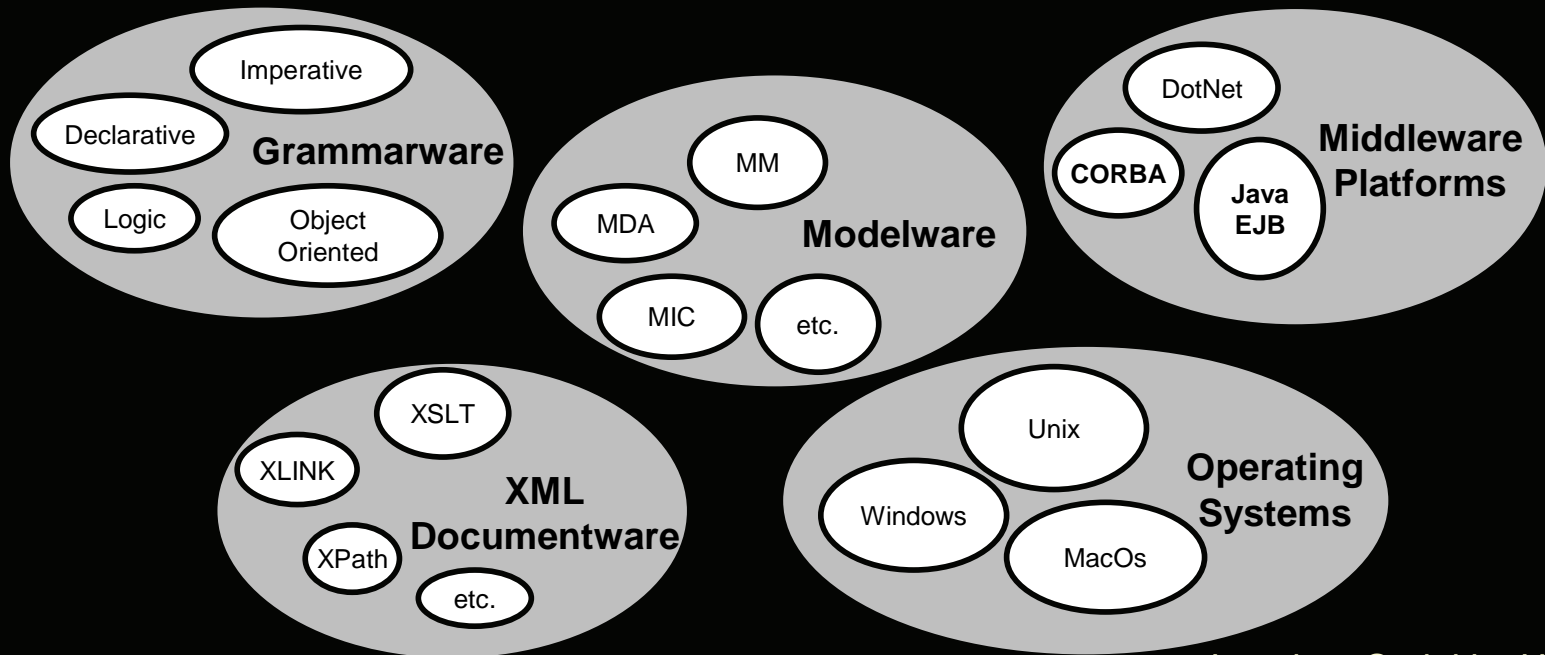 Imperative
Declarative
Grammarware
Logic
Object
Oriented
MM
MDA
Modelware
MIC
etc.
DotNet
Middleware
Platforms
CORBA
Java
EJB
XSLT
XLINK
XML
Documentware
XPath
etc.
Unix
Operating
Systems
Windows
MacOs